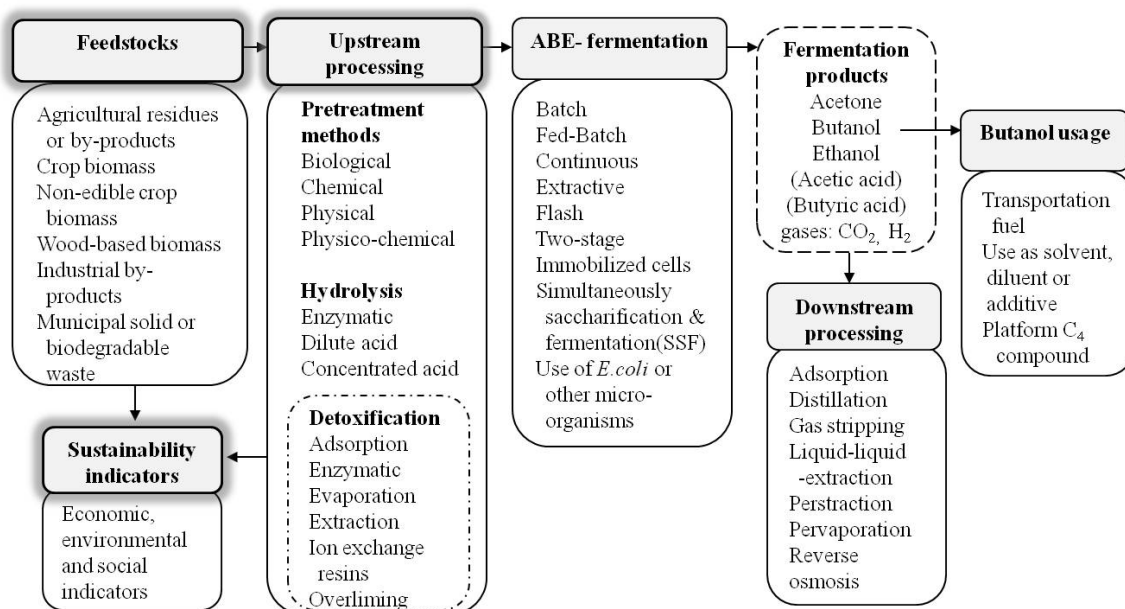 Feedstocks
Agricultural residues
or by-products
Crop biomass
Non-edible crop
biomass
Wood-based biomass
Industrial by-
products
Municipal solid or
biodegradable
waste
Sustainability
indicators
Economic,
environmental
and social
indicators
Upstream
processing
Pretreatment
methods
Biological
Chemical
Physical
Physico-chemical
Hydrolysis
Enzymatic
Dilute acid
Concentrated acid
Detoxification
Adsorption
Enzymatic
Evaporation
Extraction
Ion exchange
resins
Overliming
ABE- fermentation
Batch
Fed-Batch
Continuous
Extractive
Flash
Two-stage
Immobilized cells
Simultaneously
saccharification &
fermentation(SSF)
Use of E.coli or
other micro-
organisms
Fermentation
products
Acetone
Butanol
Ethanol
(Acetic acid)
(Butyric acid)
gases: CO2, H2
Downstream
processing
Adsorption
Distillation
Gas stripping
Liquid-liquid
-extraction
Perstraction
Pervaporation
Reverse
osmosis
Butanol usage
Transportation
fuel
Use as solvent,
diluent or
additive
Platform C4
compound